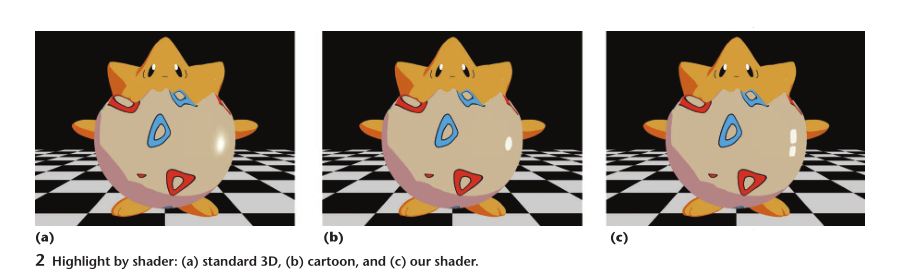 (a)
(b)
(c)
2 Highlight by shader: (a) standard 3D, (b) cartoon, and (c) our shader.